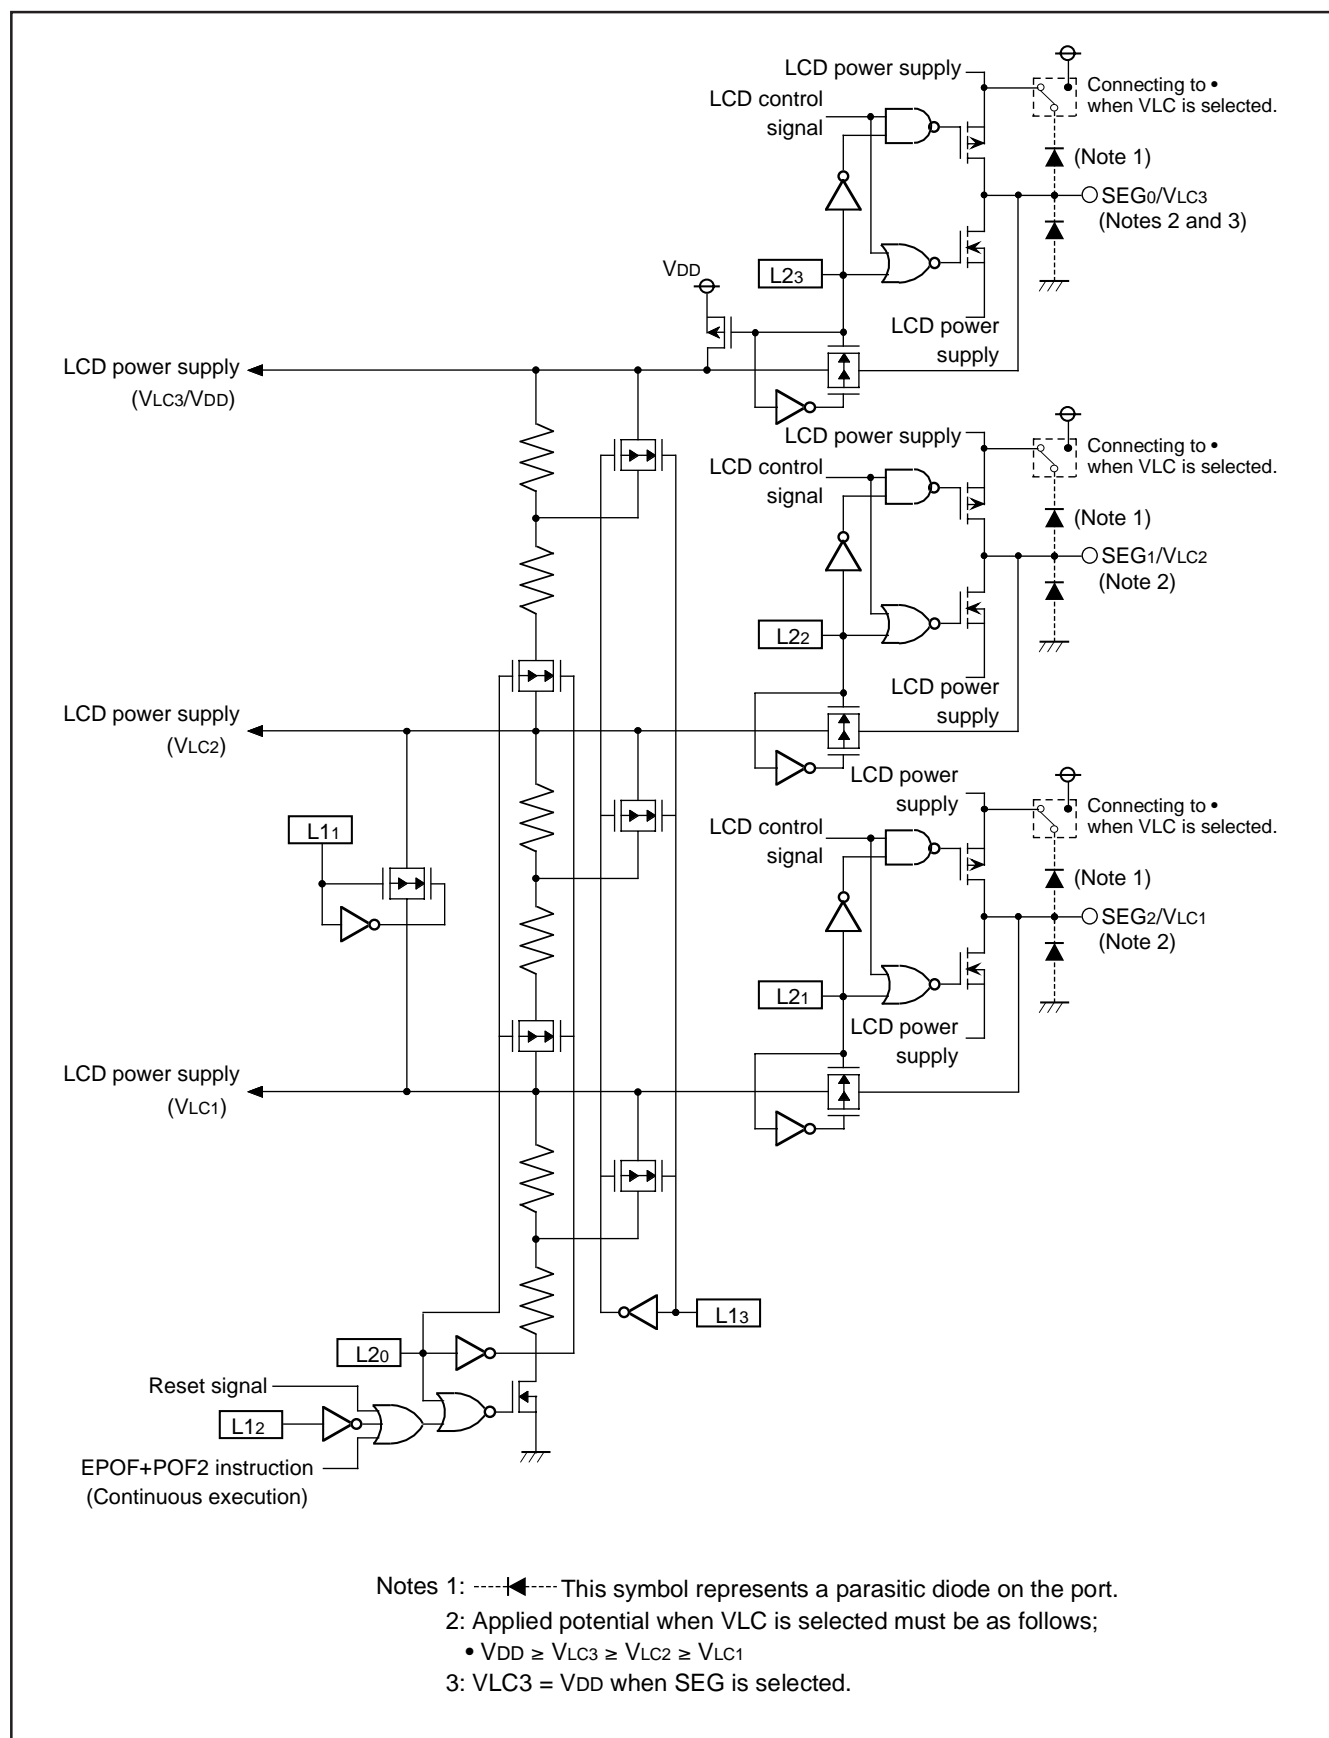 LCD power supply
LCD control
signal
Connecting to •
when VLC is selected.
(Note 1)
SEG0/VLC3
(Notes 2 and 3)
L23
VDD
LCD power
supply
LCD power supply
(VLC3/VDD)
LCD power supply
LCD control
signal
Connecting to •
when VLC is selected.
(Note 1)
SEG1/VLC2
(Note 2)
L22
LCD power
supply
LCD power supply
(VLC2)
LCD power
supply
L11
LCD control
signal
Connecting to •
when VLC is selected.
(Note 1)
SEG2/VLC1
(Note 2)
L21
LCD power
supply
LCD power supply
(VLC1)
L13
L20
Reset signal
L12
EPOF+POF2 instruction
(Continuous execution)
Notes 1: This symbol represents a parasitic diode on the port.
2: Applied potential when VLC is selected must be as follows;
• VDD ≥ VLC3 ≥ VLC2 ≥ VLC1
3: VLC3 = VDD when SEG is selected.